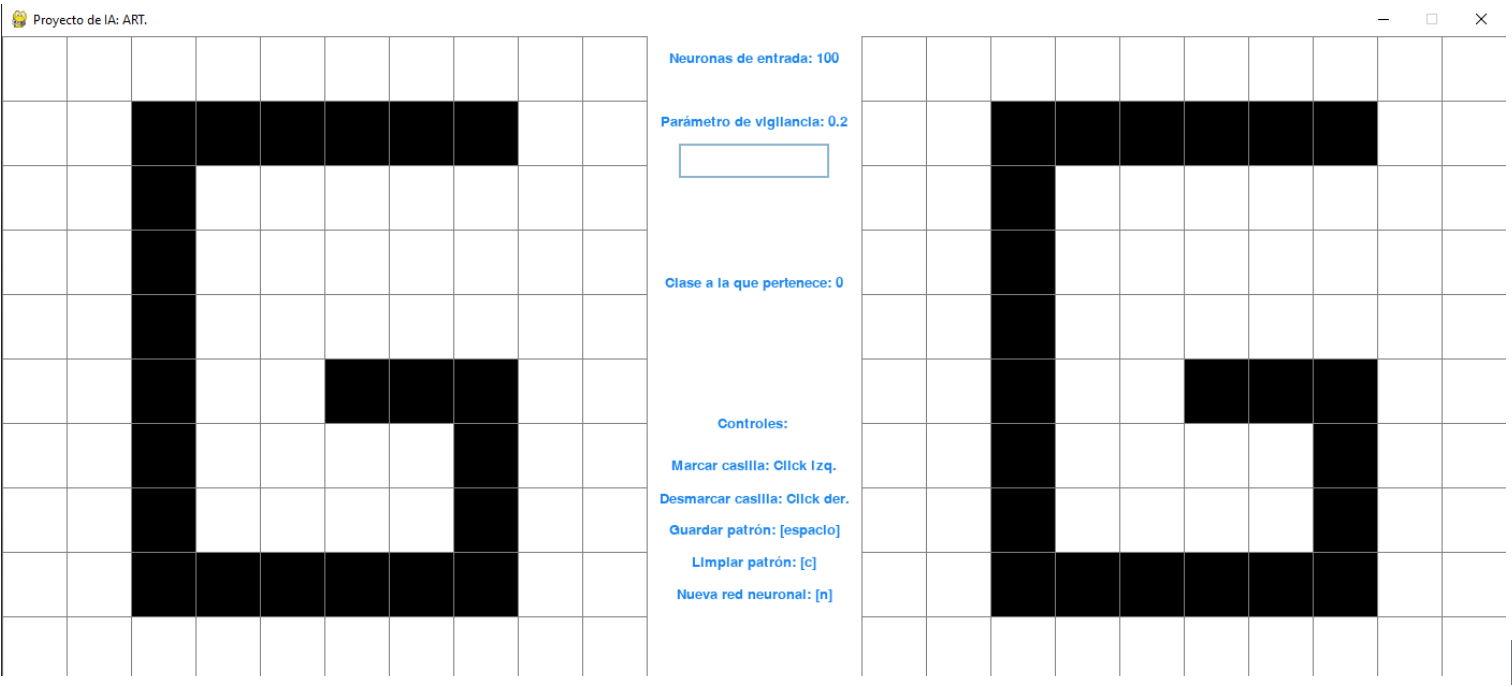 Proyecto de IA: ART.
Neuronas de entrada: 100
Parámetro de vigilancia: 0.2
Clase a la que pertenece: 0
Controles:
Marcar casilla: Click izq.
Desmarcar casilla: Click der.
Guardar patrón: [espacio]
Limpiar patrón: [c]
Nueva red neuronal: [n]